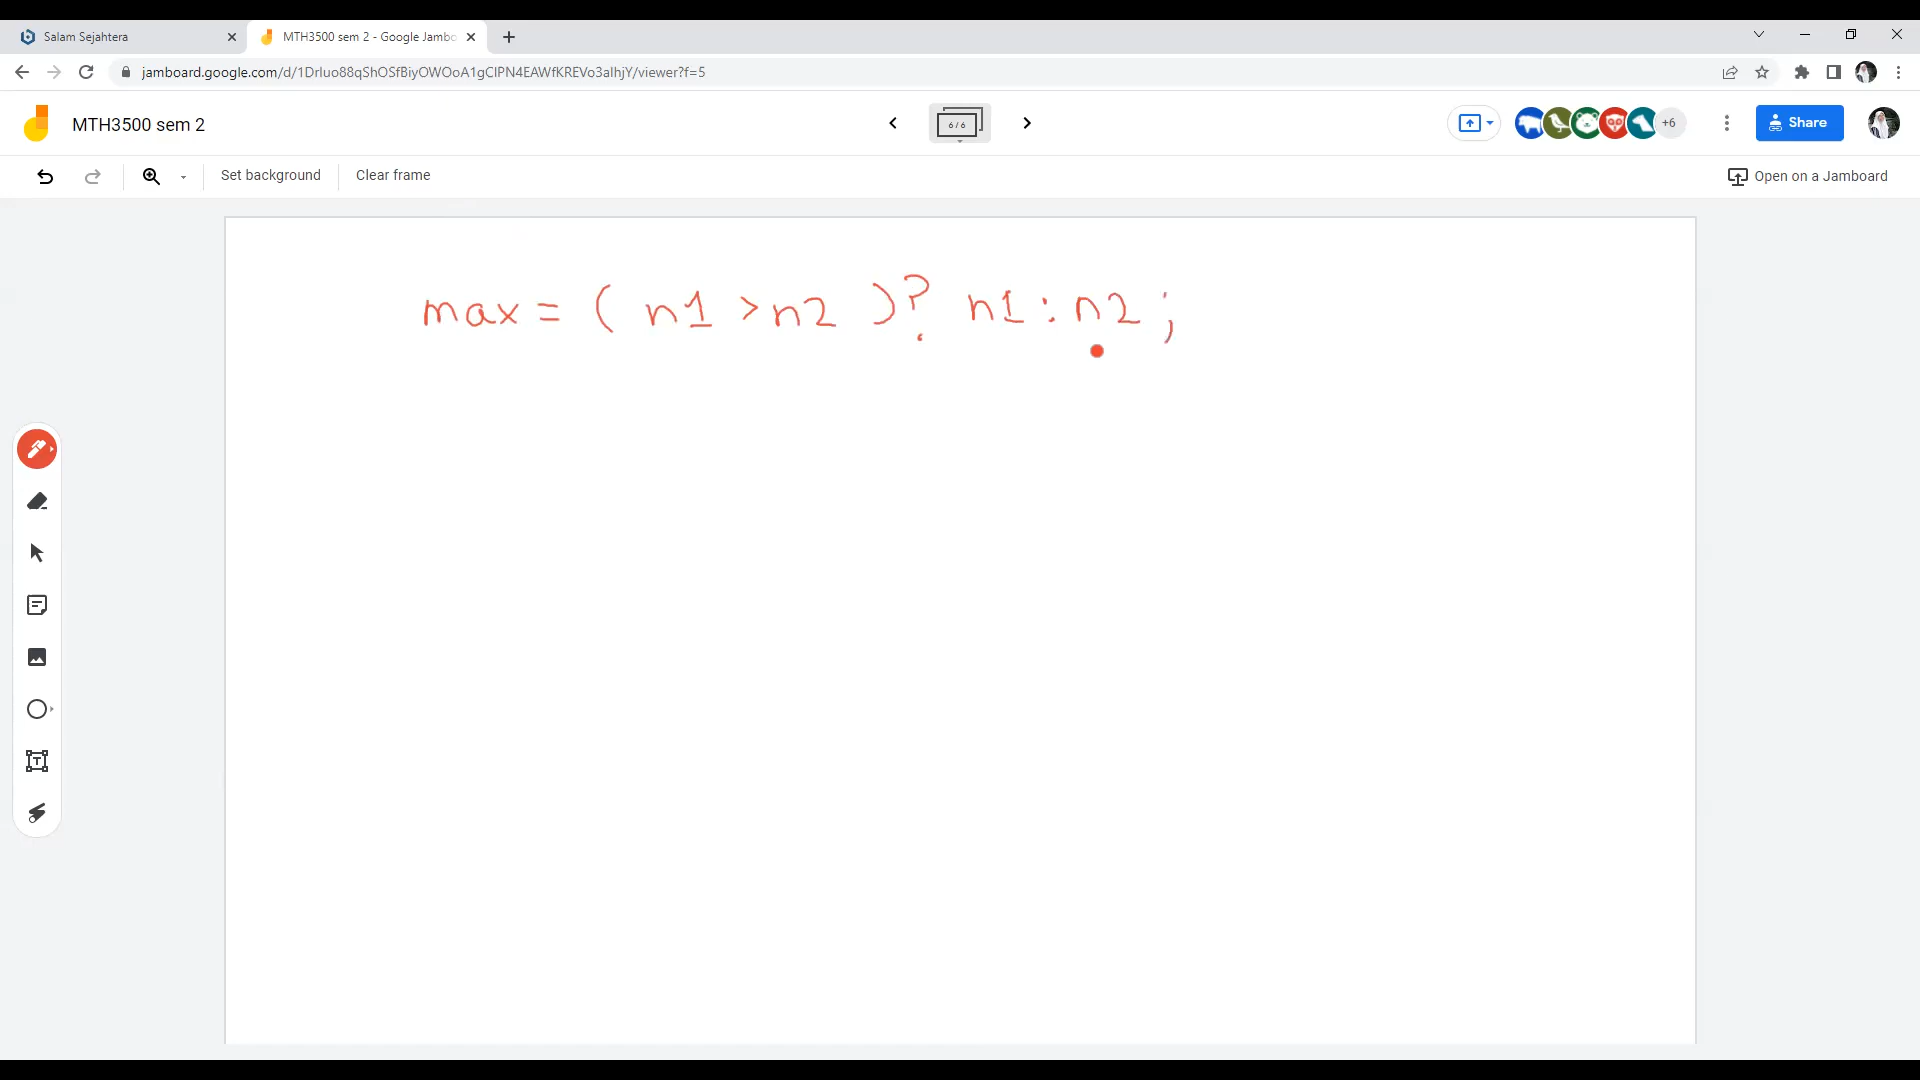 Salam Sejahtera
MTH3500 sem 2 - Google Jambo
jamboard.google.com/d/1DrIuo88qShOSfBiyOWOoA1gCIPN4EAWfKREVo3aIhjY/viewer?f=5
MTH3500 sem 2
6 / 6
+6
Share
Set background
Clear frame
Open on a Jamboard
max = ( n1 > n2 )? n1 : n2 ;